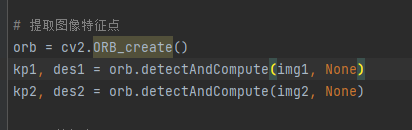 # 提取图像特征点
orb = cv2.ORB_create()
kp1, des1 = orb.detectAndCompute(img1, None)
kp2, des2 = orb.detectAndCompute(img2, None)